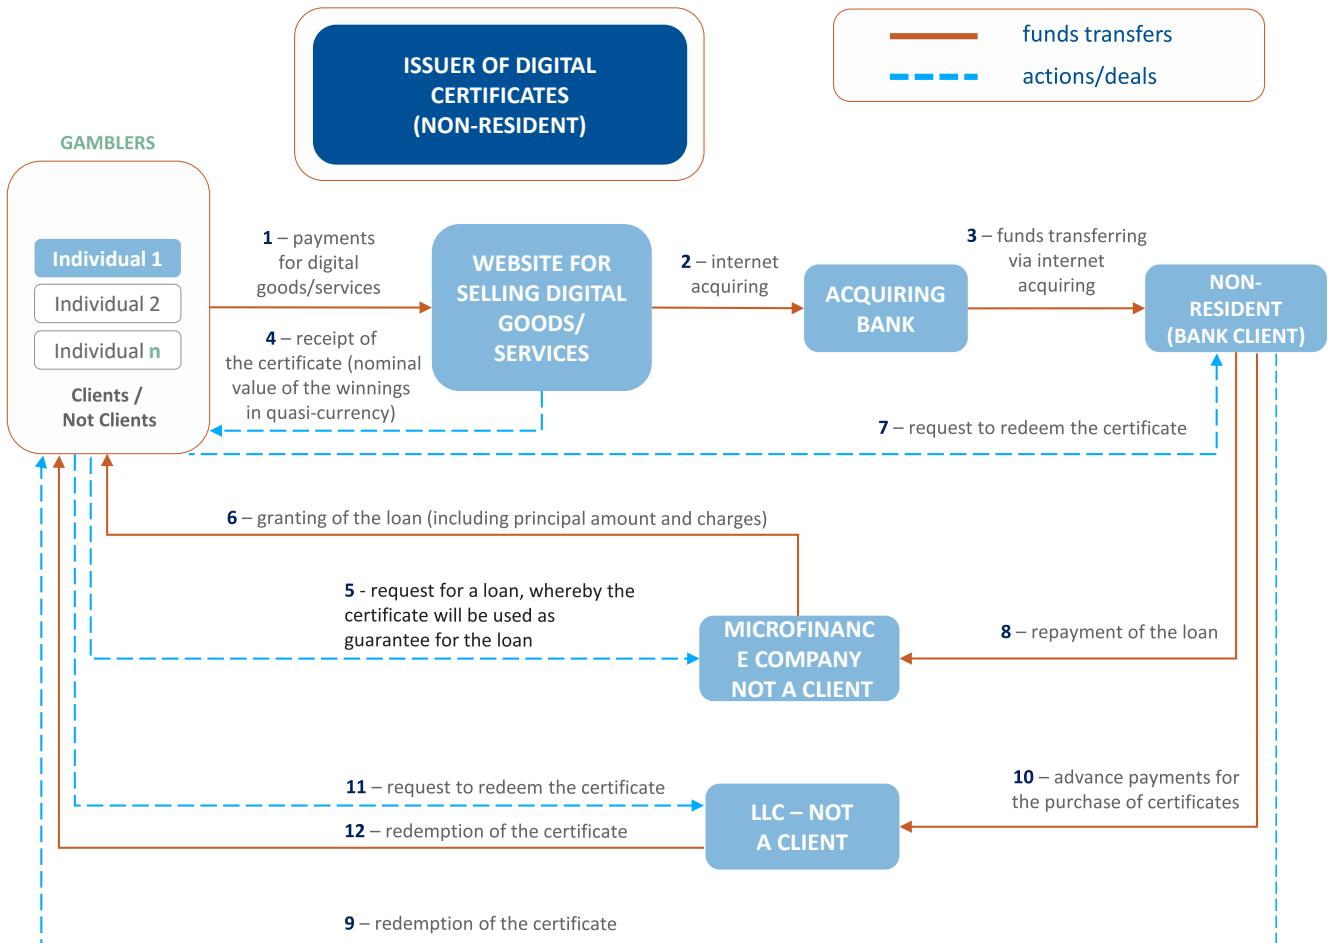 ISSUER OF DIGITAL
CERTIFICATES
(NON-RESIDENT)
funds transfers
actions/deals
GAMBLERS
Individual 1
Individual 2
Individual n
Clients /
Not Clients
1 – payments
for digital
goods/services
WEBSITE FOR
SELLING DIGITAL
GOODS/
SERVICES
2 – internet
acquiring
ACQUIRING
BANK
3 – funds transferring
via internet
acquiring
NON-
RESIDENT
(BANK CLIENT)
4 – receipt of
the certificate (nominal
value of the winnings
in quasi-currency)
7 – request to redeem the certificate
6 – granting of the loan (including principal amount and charges)
5 - request for a loan, whereby the
certificate will be used as
guarantee for the loan
MICROFINANC
E COMPANY
NOT A CLIENT
8 – repayment of the loan
11 – request to redeem the certificate
12 – redemption of the certificate
LLC – NOT
A CLIENT
10 – advance payments for
the purchase of certificates
9 – redemption of the certificate